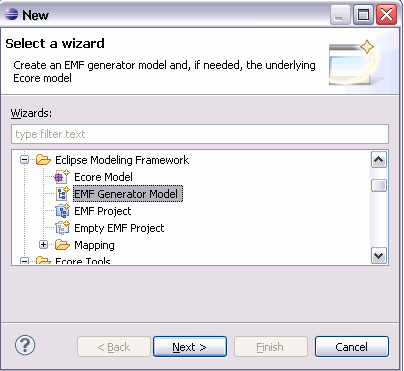 New
Select a wizard
Create an EMF generator model and, if needed, the underlying
Ecore model
Wizards:
type filter text
Eclipse Modeling Framework
Ecore Model
EMF Generator Model
EMF Project
Empty EMF Project
Mapping
Ecore Tools
?
< Back
Next >
Finish
Cancel